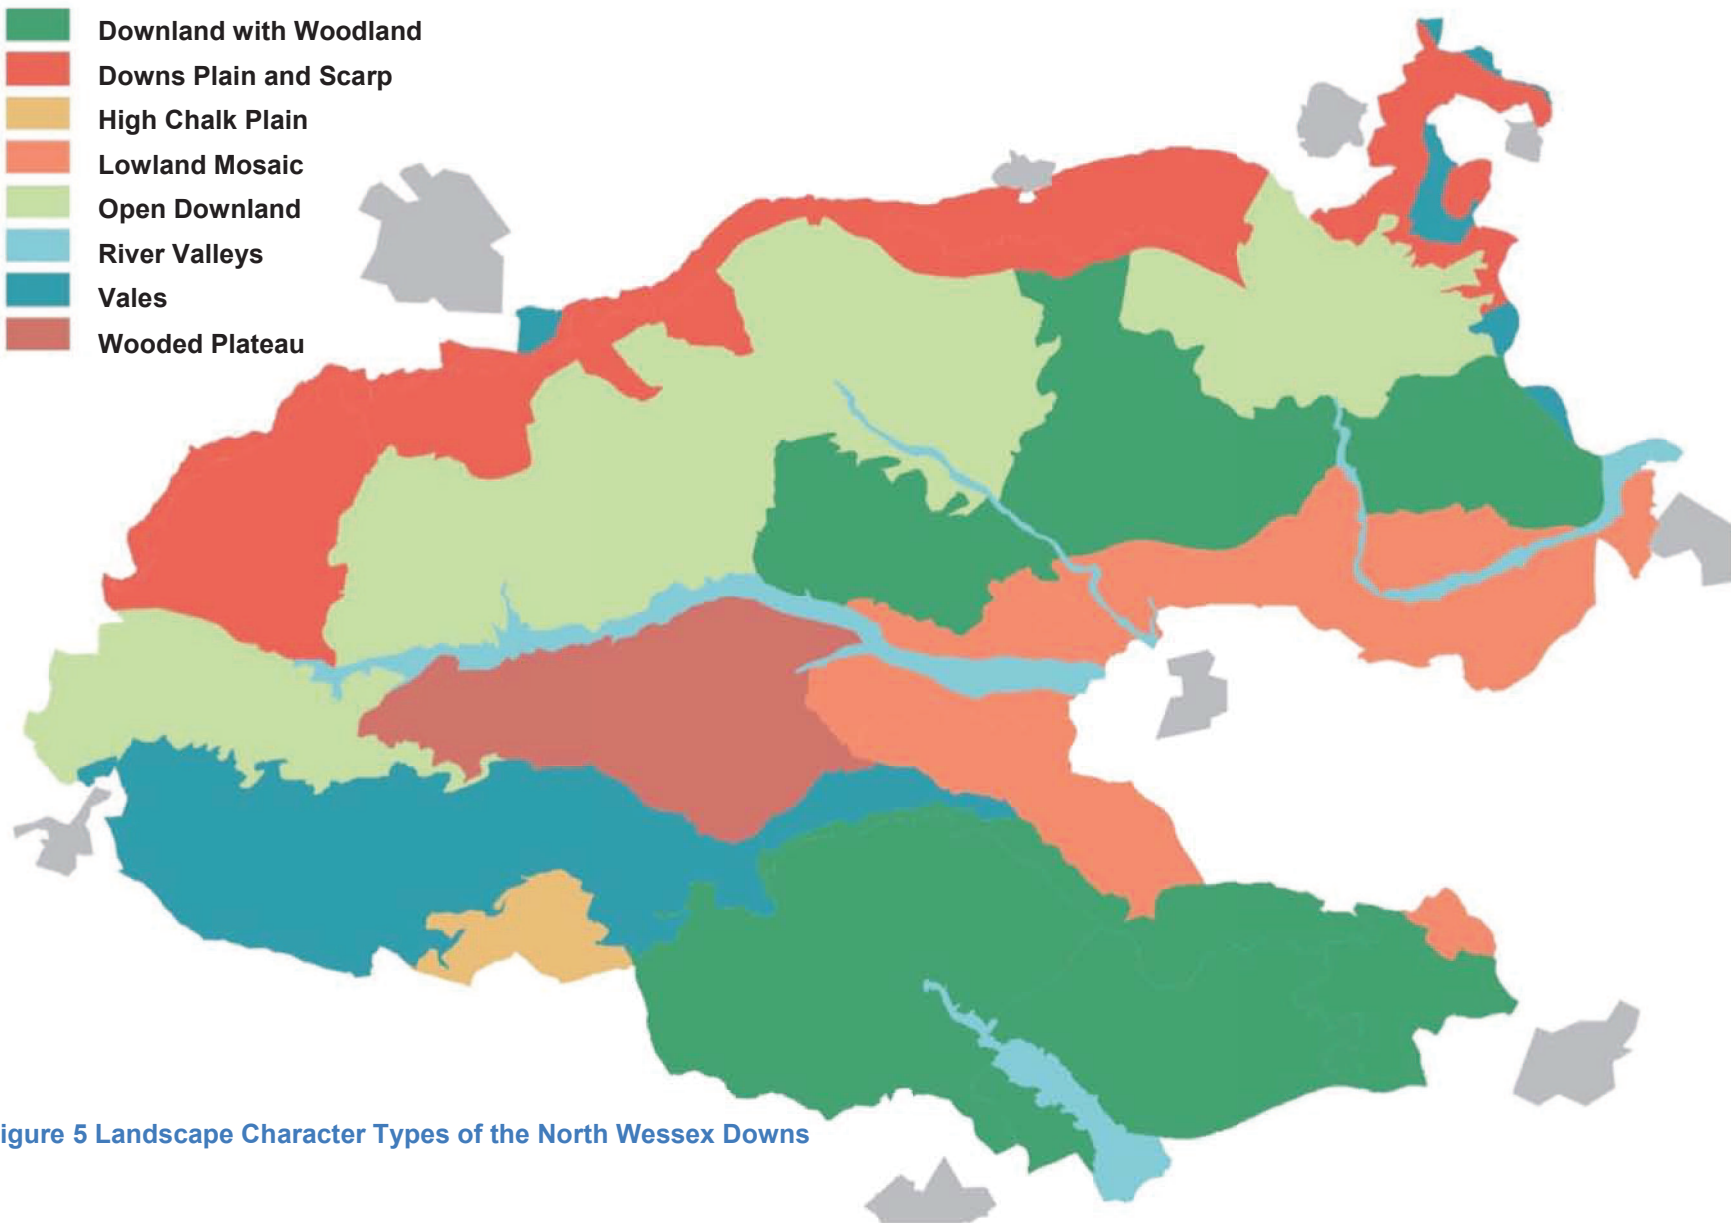 Downland with Woodland
Downs Plain and Scarp
High Chalk Plain
Lowland Mosaic
Open Downland
River Valleys
Vales
Wooded Plateau
igure 5 Landscape Character Types of the North Wessex Downs